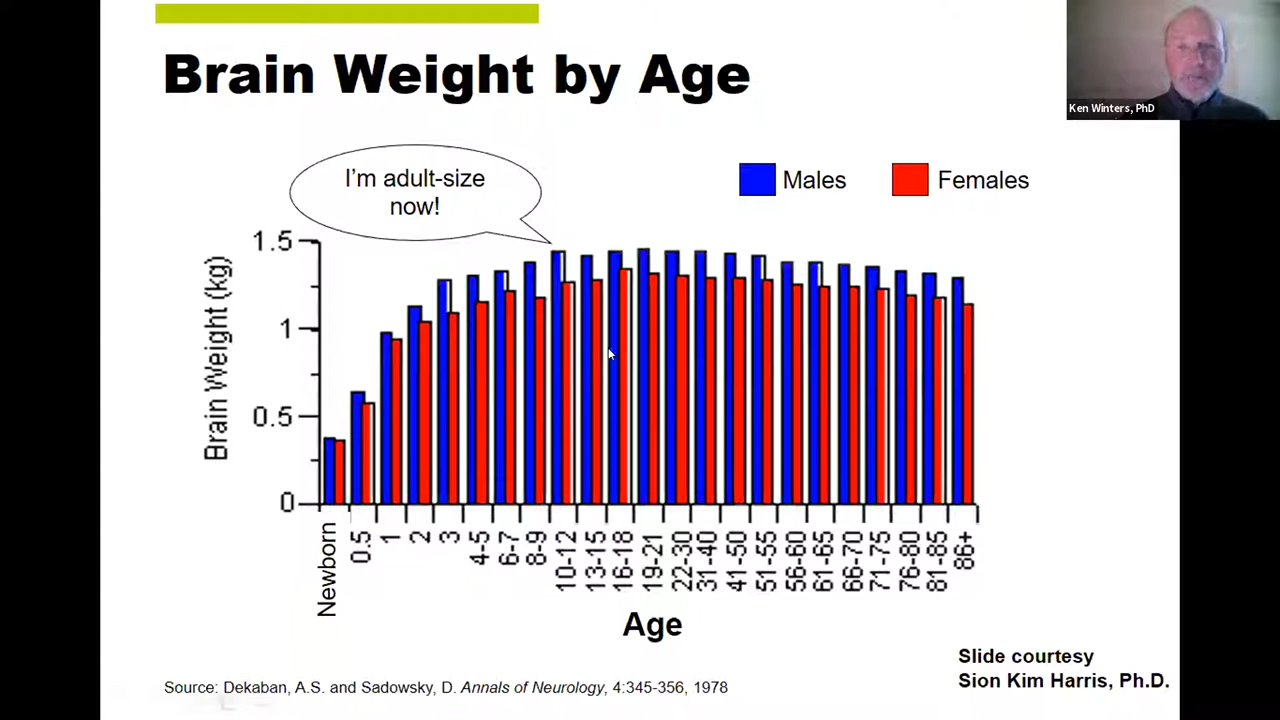 Brain Weight by Age
Ken Winters, PhD
I'm adult-size
now!
Males
Females
Brain Weight (kg)
1.5
1
0.5
0
Newborn
0.5
1
2
3
4-5
6-7
8-9
10-12
13-15
16-18
19-21
22-30
31-40
41-50
51-55
56-60
61-65
66-70
71-75
76-80
81-85
86+
Age
Slide courtesy
Sion Kim Harris, Ph.D.
Source: Dekaban, A.S. and Sadowsky, D. Annals of Neurology, 4:345-356, 1978